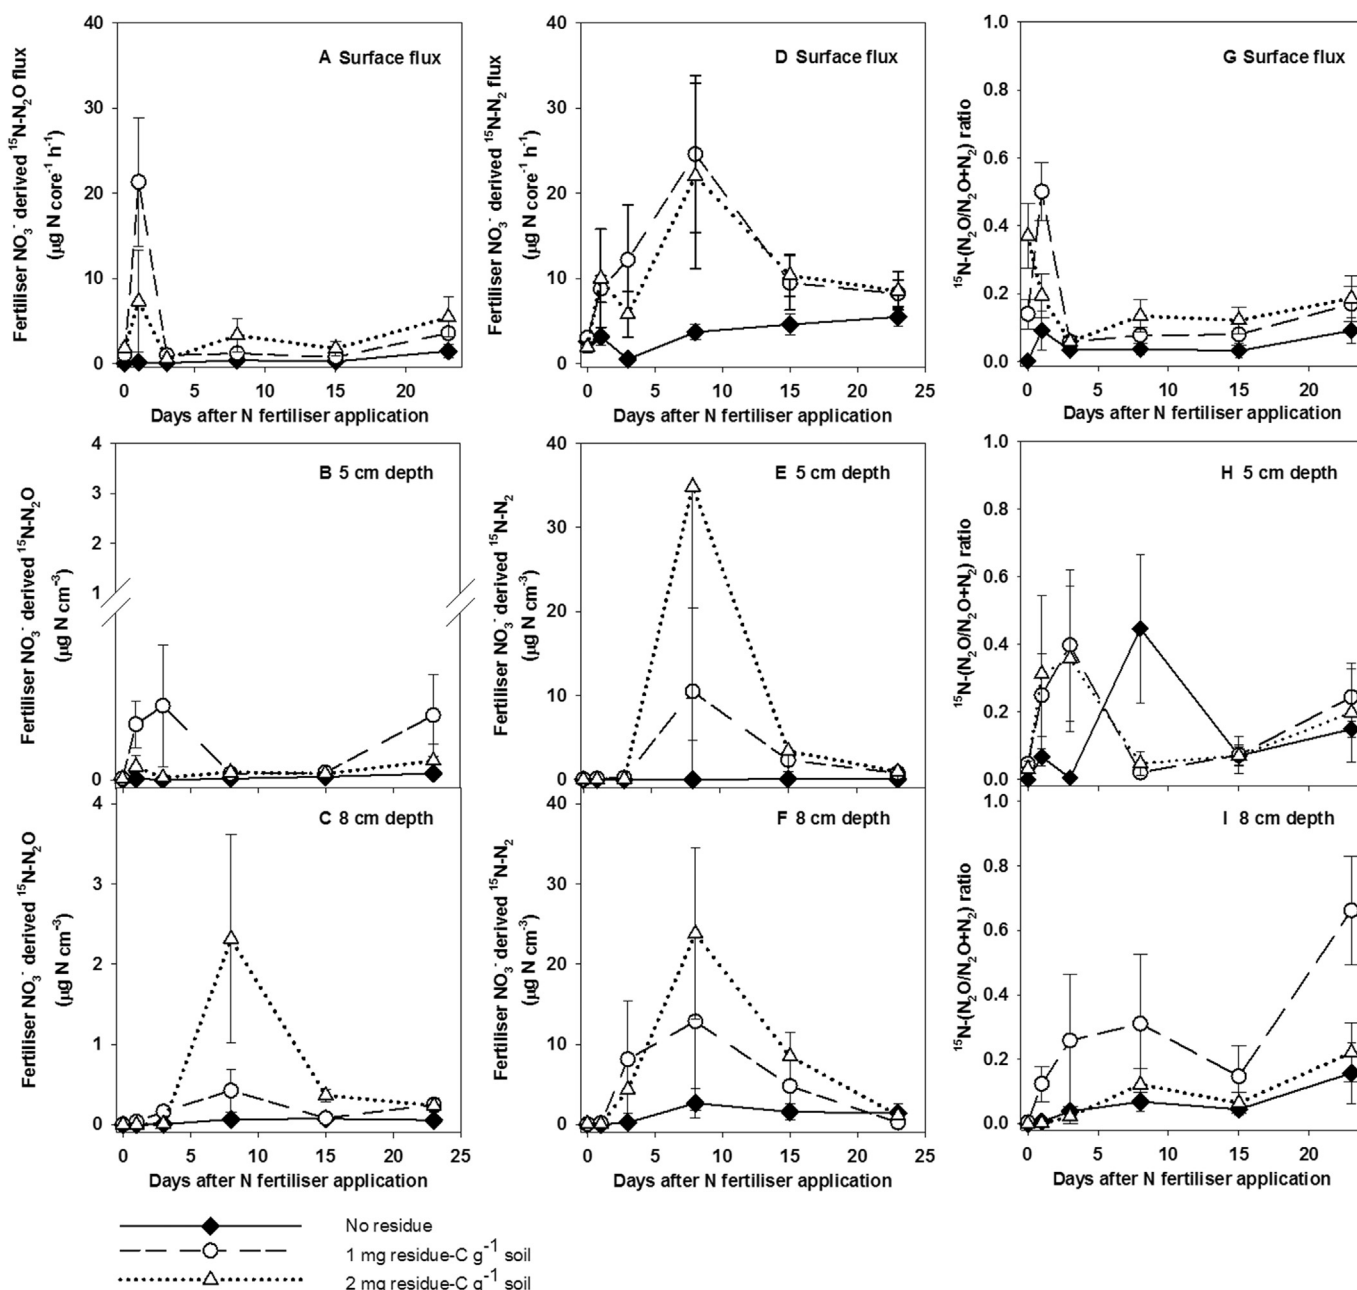 A Surface flux
Fertiliser NO₃⁻ derived ¹⁵N-N₂O flux
(µg N core⁻¹ h⁻¹)
40
30
20
10
0
0 5 10 15 20
Days after N fertiliser application
D Surface flux
Fertiliser NO₃⁻ derived ¹⁵N-N₂ flux
(µg N core⁻¹ h⁻¹)
40
30
20
10
0
0 5 10 15 20 25
Days after N fertiliser application
G Surface flux
¹⁵N-(N₂O/N₂O+N₂) ratio
1.0
0.8
0.6
0.4
0.2
0.0
0 5 10 15 20
Days after N fertiliser application
B 5 cm depth
Fertiliser NO₃⁻ derived ¹⁵N-N₂O
(µg N cm⁻³)
4
3
2
1
0
E 5 cm depth
Fertiliser NO₃⁻ derived ¹⁵N-N₂
(µg N cm⁻³)
40
30
20
10
0
H 5 cm depth
¹⁵N-(N₂O/N₂O+N₂) ratio
1.0
0.8
0.6
0.4
0.2
0.0
C 8 cm depth
Fertiliser NO₃⁻ derived ¹⁵N-N₂O
(µg N cm⁻³)
4
3
2
1
0
0 5 10 15 20 25
Days after N fertiliser application
F 8 cm depth
Fertiliser NO₃⁻ derived ¹⁵N-N₂
(µg N cm⁻³)
40
30
20
10
0
0 5 10 15 20
Days after N fertiliser application
I 8 cm depth
¹⁵N-(N₂O/N₂O+N₂) ratio
1.0
0.8
0.6
0.4
0.2
0.0
0 5 10 15 20
Days after N fertiliser application
No residue
1 mg residue-C g⁻¹ soil
2 mg residue-C g⁻¹ soil